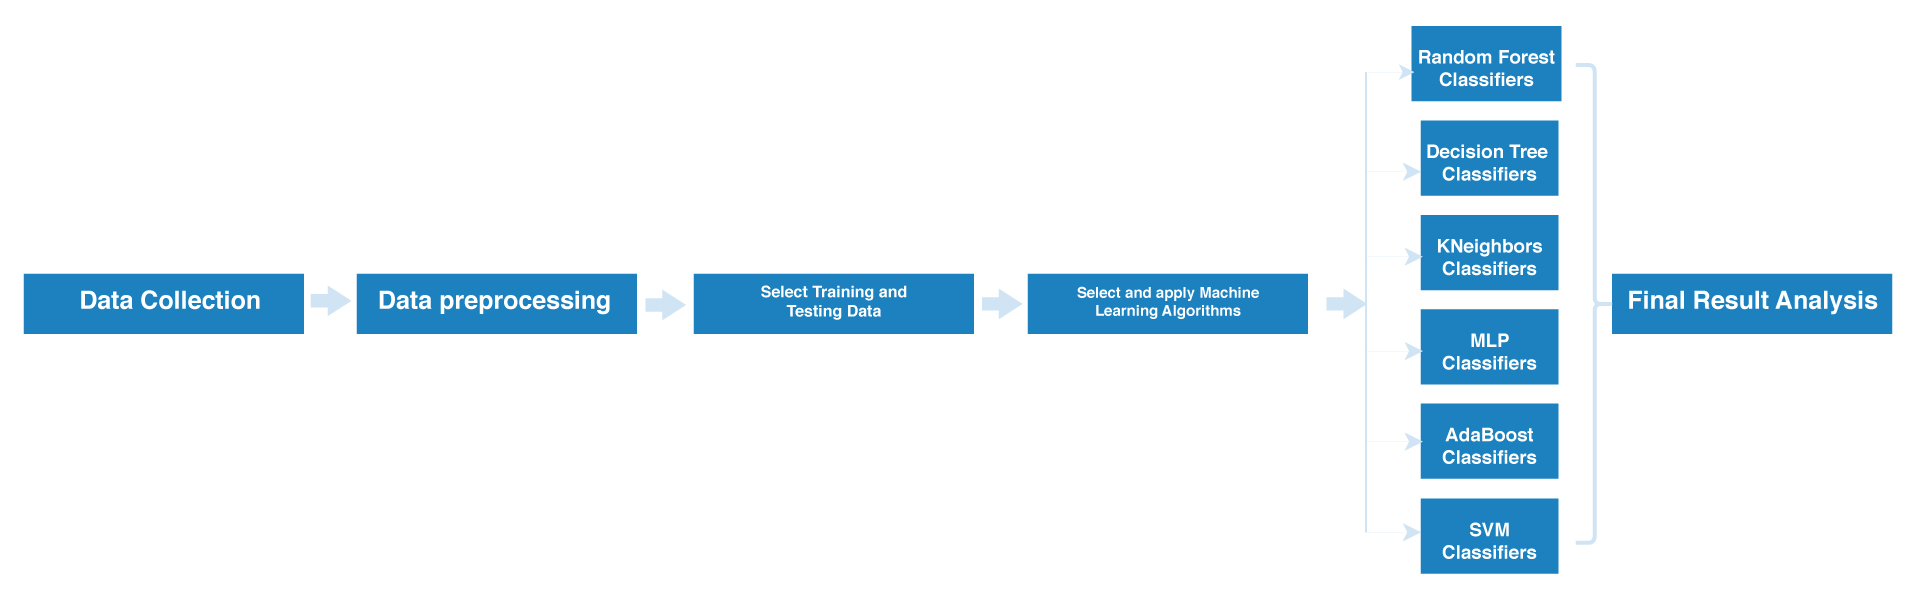 Data Collection
Data preprocessing
Select Training and
Testing Data
Select and apply Machine
Learning Algorithms
Random Forest
Classifiers
Decision Tree
Classifiers
KNeighbors
Classifiers
MLP
Classifiers
AdaBoost
Classifiers
SVM
Classifiers
Final Result Analysis